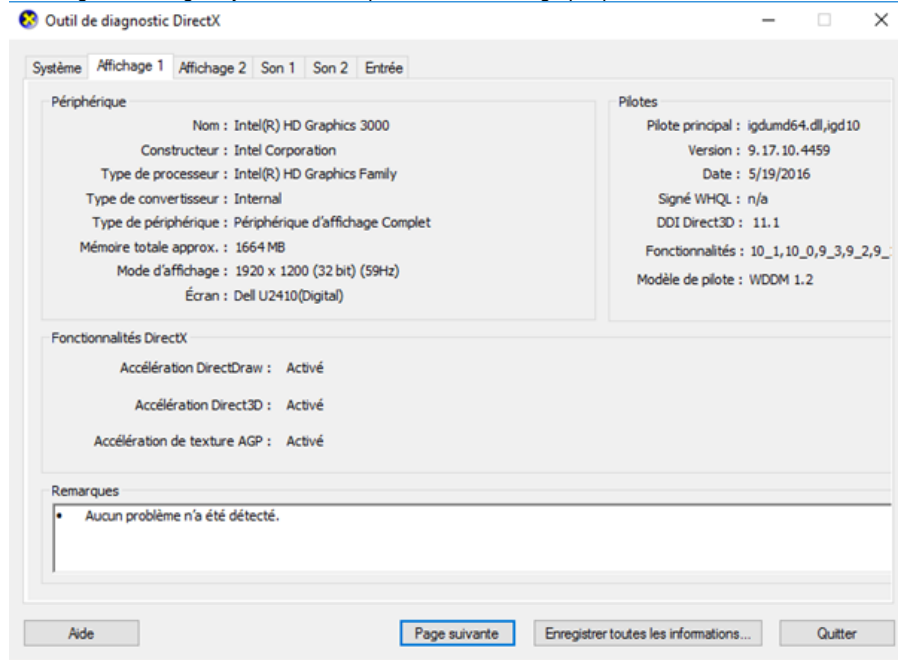 Outil de diagnostic DirectX
Système Affichage 1 Affichage 2 Son 1 Son 2 Entrée
Périphérique
Nom : Intel(R) HD Graphics 3000
Constructeur : Intel Corporation
Type de processeur : Intel(R) HD Graphics Family
Type de convertisseur : Internal
Type de périphérique : Périphérique d'affichage Complet
Mémoire totale approx. : 1664 MB
Mode d'affichage : 1920 x 1200 (32 bit) (59Hz)
Écran : Dell U2410(Digital)
Pilotes
Pilote principal : igdumd64.dll,igd10
Version : 9.17.10.4459
Date : 5/19/2016
Signé WHQL : n/a
DDI Direct3D : 11.1
Fonctionnalités : 10_1,10_0,9_3,9_2,9_
Modèle de pilote : WDDM 1.2
Fonctionnalités DirectX
Accélération DirectDraw : Activé
Accélération Direct3D : Activé
Accélération de texture AGP : Activé
Remarques
• Aucun problème n'a été détecté.
Aide Page suivante Enregistrer toutes les informations... Quitter